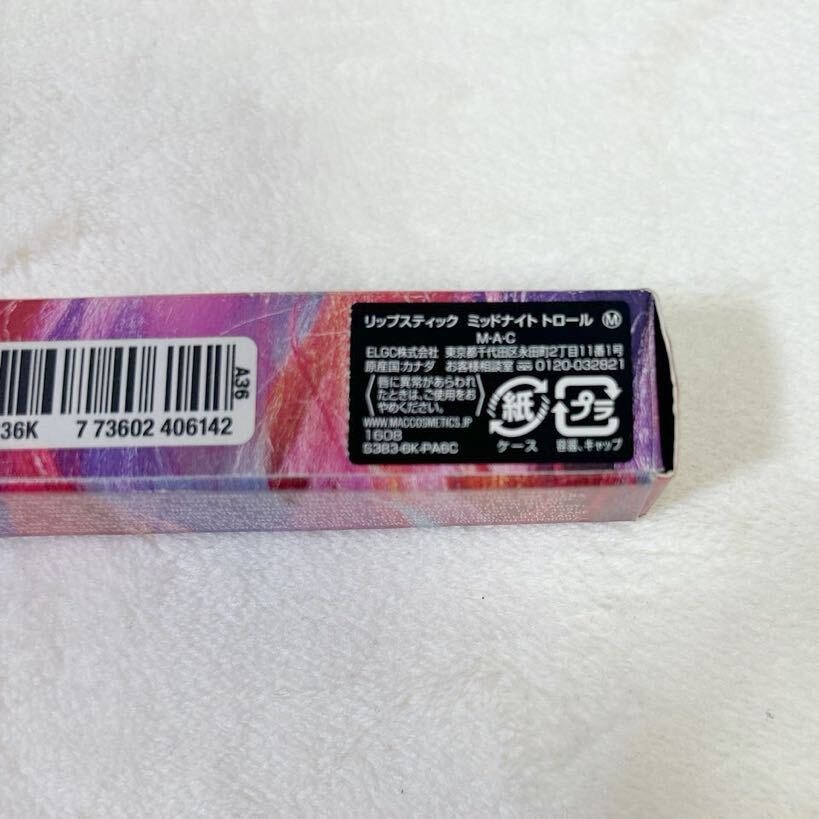 A36
36K 7 73602 406142
リップスティック ミッドナイト トロール Ⓜ
M·A·C
ELGC株式会社 東京都千代田区永田町2丁目11番1号
原産国:カナダ お客様相談室 0120-032821
唇に異常があらわれ
たときは、ご使用を
おやめください。
WWW.MACCOSMETICS.JP
1608
S383-6K-PA6C
紙
ケース
プラ
容器、キャップ